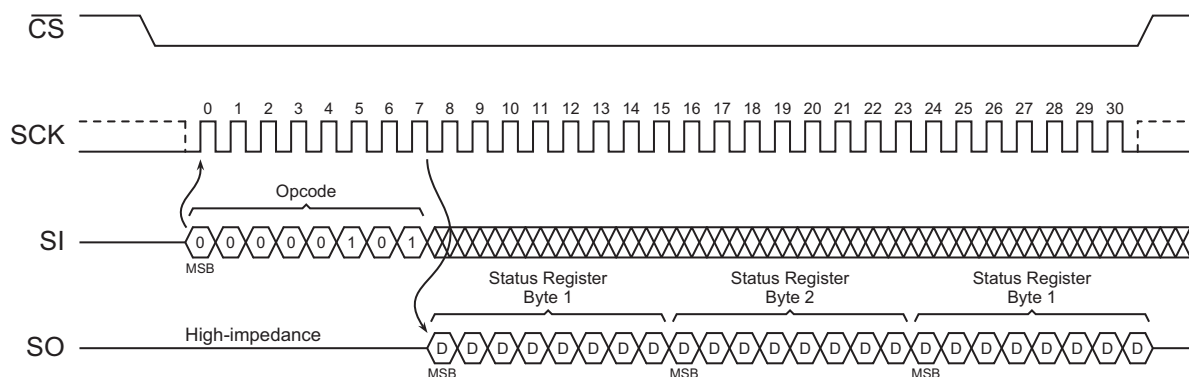 CS
0 1 2 3 4 5 6 7 8 9 10 11 12 13 14 15 16 17 18 19 20 21 22 23 24 25 26 27 28 29 30
SCK
Opcode
SI 0 0 0 0 0 1 0 1
MSB
Status Register
Byte 1
Status Register
Byte 2
Status Register
Byte 1
High-impedance
SO D D D D D D D D D D D D D D D D D D D D D D D D
MSB MSB MSB